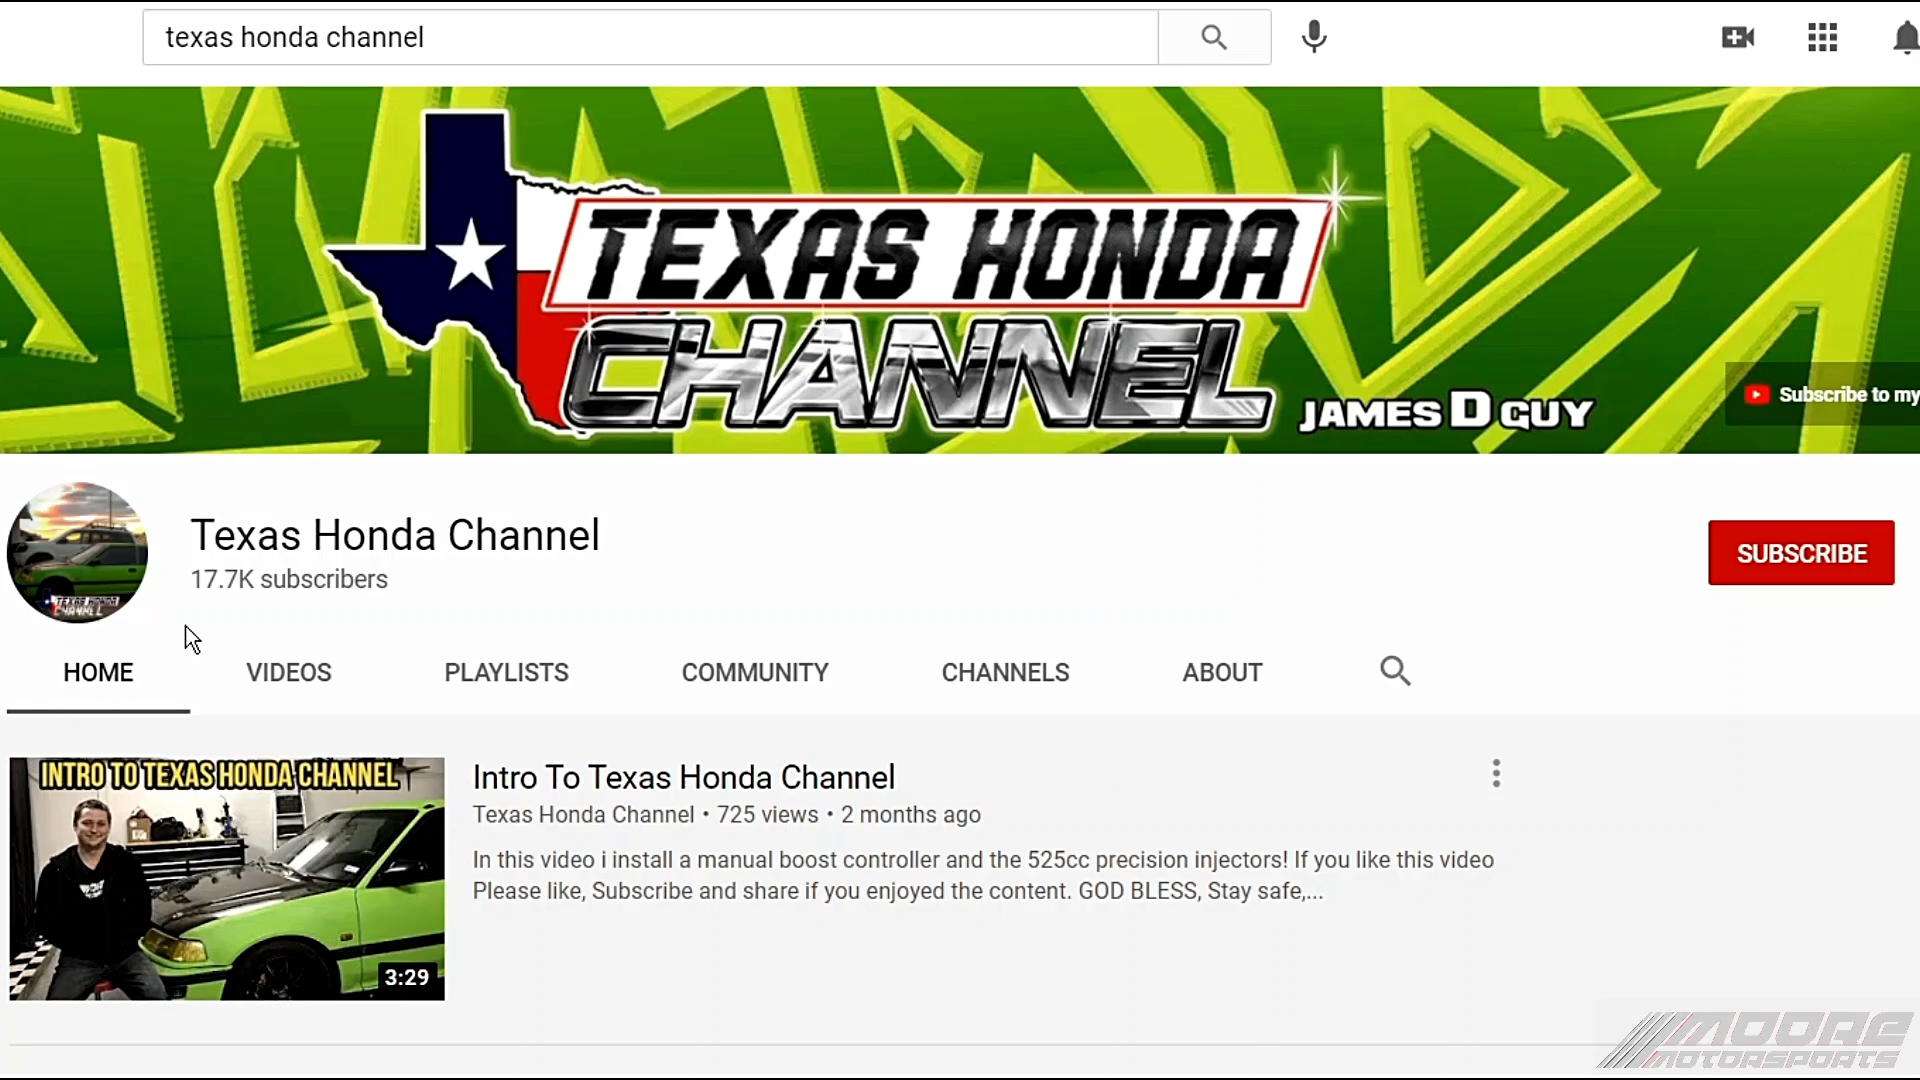 texas honda channel
TEXAS HONDA
CHANNEL
JAMES D GUY
Subscribe to my
Texas Honda Channel
17.7K subscribers
SUBSCRIBE
HOME VIDEOS PLAYLISTS COMMUNITY CHANNELS ABOUT
TEXAS HONDA
CHANNEL
INTRO TO TEXAS HONDA CHANNEL
3:29
Intro To Texas Honda Channel
Texas Honda Channel • 725 views • 2 months ago
In this video i install a manual boost controller and the 525cc precision injectors! If you like this video
Please like, Subscribe and share if you enjoyed the content. GOD BLESS, Stay safe,...
MOORE
MOTORSPORTS